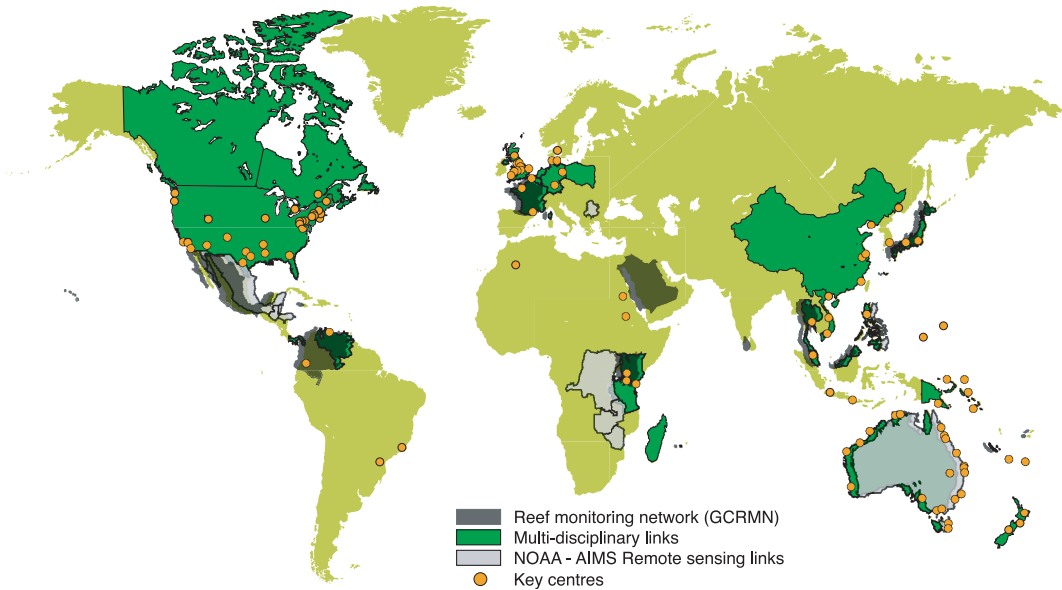 Reef monitoring network (GCRMN)
Multi-disciplinary links
NOAA - AIMS Remote sensing links
Key centres